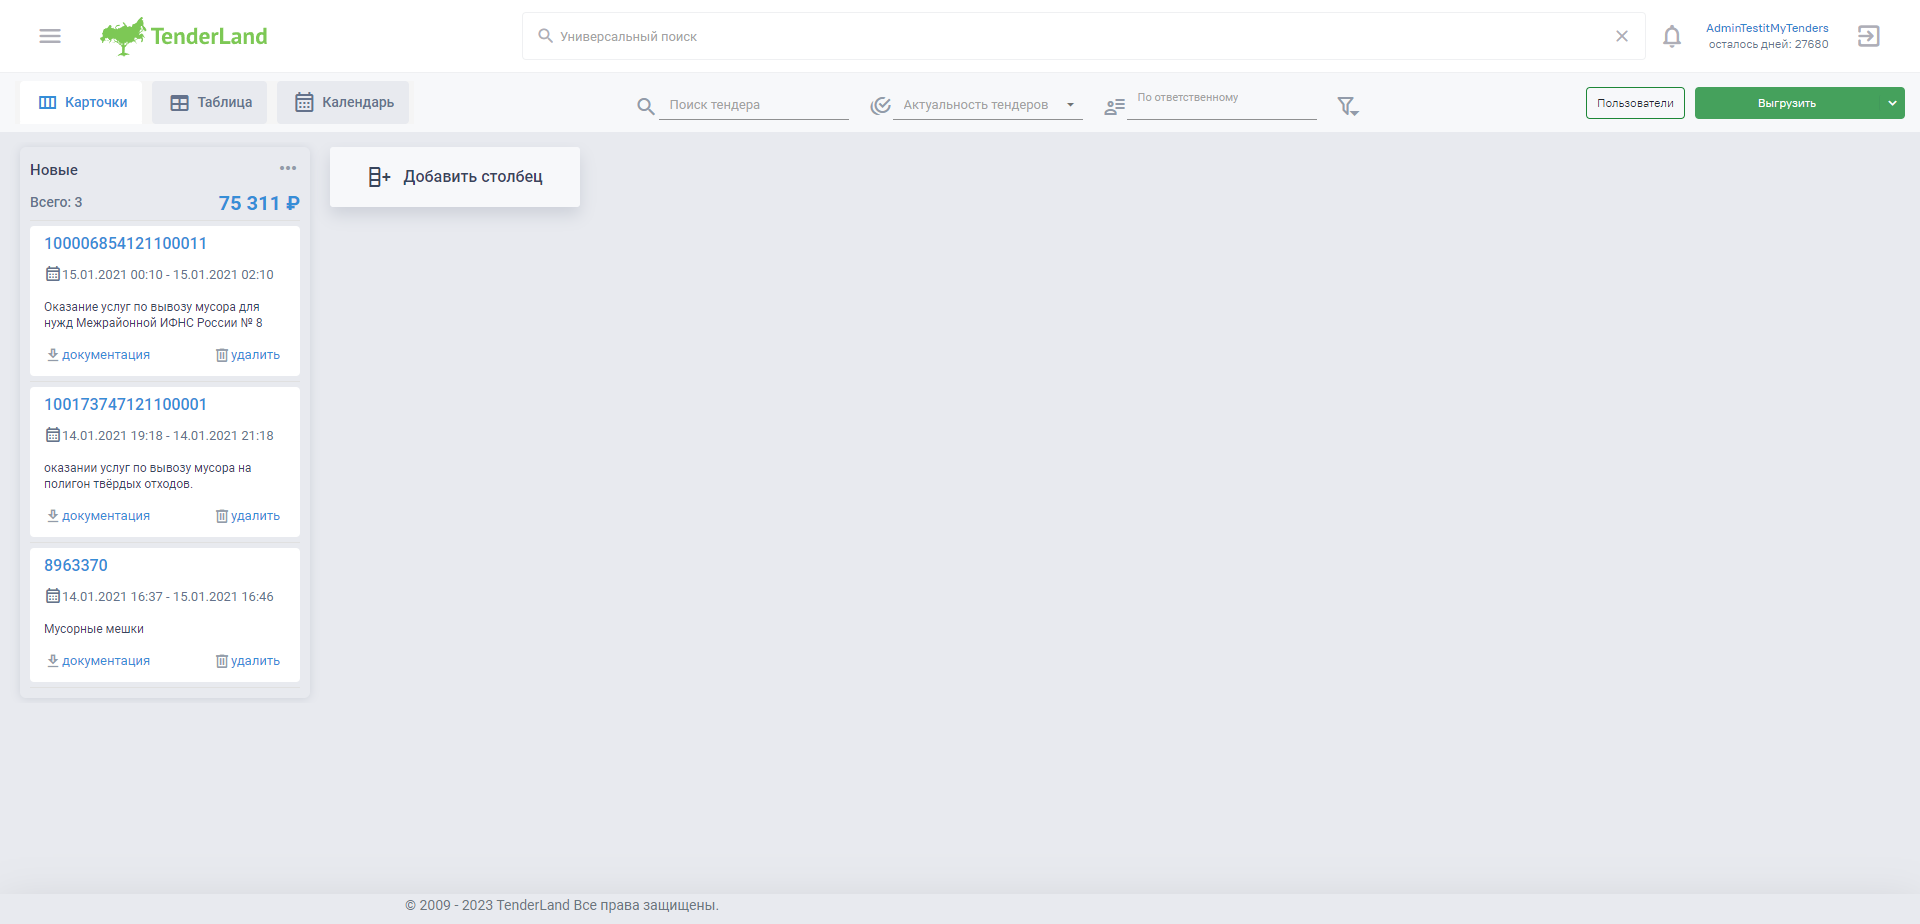 TenderLand
Универсальный поиск
AdminTestitMyTenders
осталось дней: 27680
Карточки
Таблица
Календарь
Поиск тендера
Актуальность тендеров
По ответственному
Пользователи
Выгрузить
Новые
Всего: 3
75 311 ₽
100006854121100011
15.01.2021 00:10 - 15.01.2021 02:10
Оказание услуг по вывозу мусора для
нужд Межрайонной ИФНС России № 8
документация
удалить
100173747121100001
14.01.2021 19:18 - 14.01.2021 21:18
оказании услуг по вывозу мусора на
полигон твёрдых отходов.
документация
удалить
8963370
14.01.2021 16:37 - 15.01.2021 16:46
Мусорные мешки
документация
удалить
Добавить столбец
© 2009 - 2023 TenderLand Все права защищены.